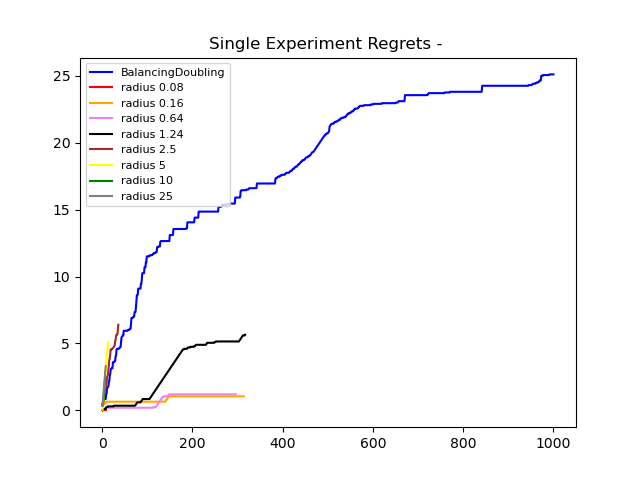 Single Experiment Regrets -
BalancingDoubling
radius 0.08
radius 0.16
radius 0.64
radius 1.24
radius 2.5
radius 5
radius 10
radius 25
25
20
15
10
5
0
0 200 400 600 800 1000